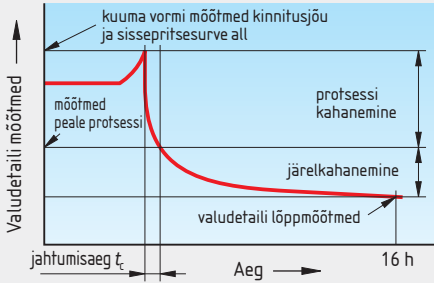 kuuma vormi mõõtmed kinnitusjõu
ja sissepritsesurve all
Valudetaili mõõtmed
mõõtmed
peale protsessi
protsessi
kahanemine
järelkahanemine
valudetaili lõppmõõtmed
jahtumisaeg t꜀
Aeg
16 h